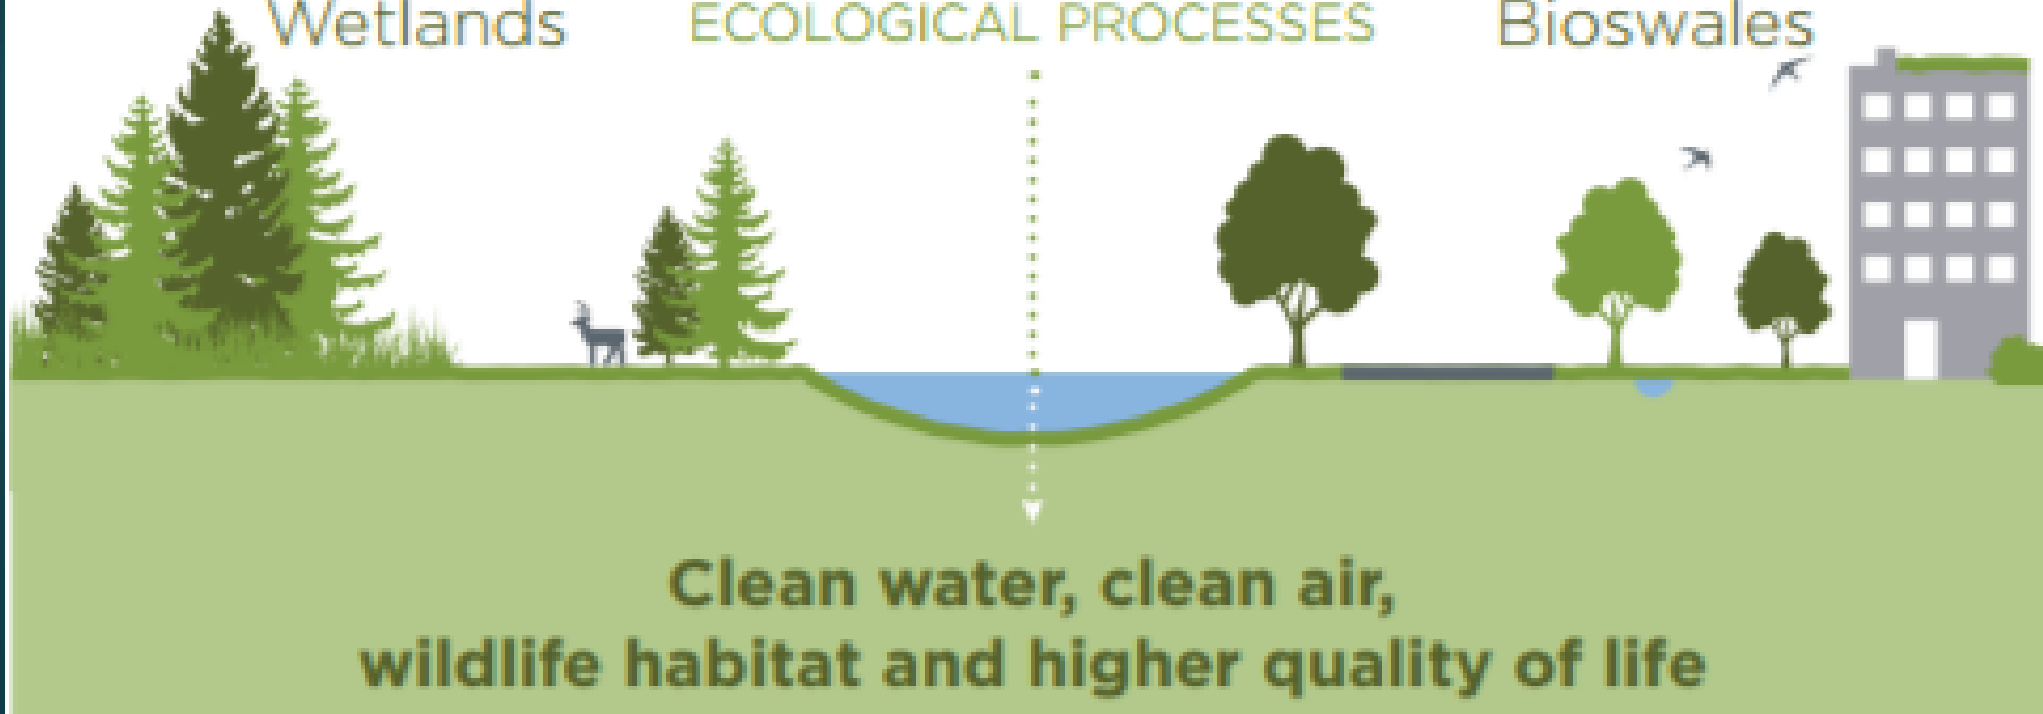 Wetlands
ECOLOGICAL PROCESSES
Bioswales
Clean water, clean air,
wildlife habitat and higher quality of life